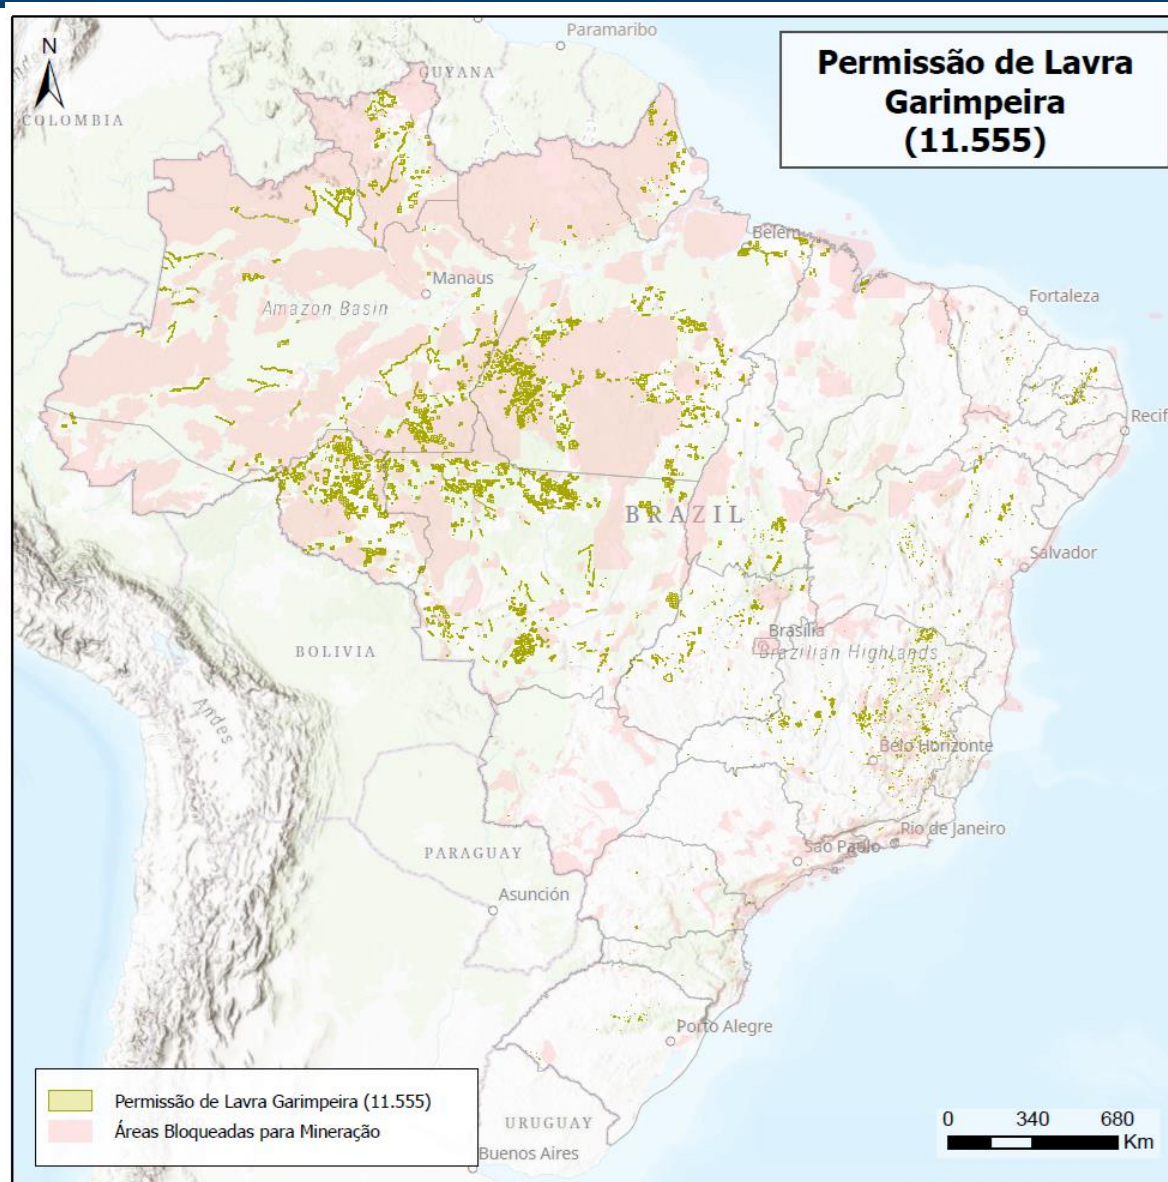 Paramaribo
Permissão de Lavra
Garimpeira
(11.555)
N
GUYANA
COLOMBIA
Belém
Manaus
Amazon Basin
Fortaleza
Recif
BRAZIL
Salvador
Brasília
Brazilian Highlands
BOLIVIA
Andes
Belo Horizonte
Rio de Janeiro
São Paulo
PARAGUAY
Asunción
Porto Alegre
Permissão de Lavra Garimpeira (11.555)
Áreas Bloqueadas para Mineração
URUGUAY
Buenos Aires
0 340 680
Km